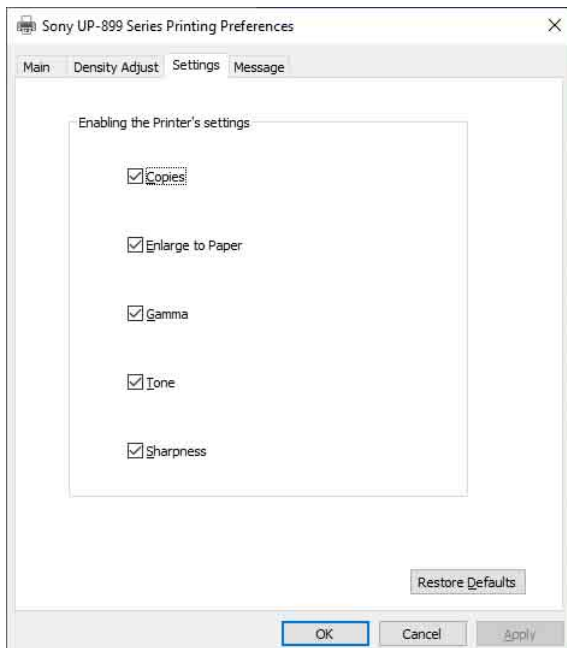 Sony UP-899 Series Printing Preferences
Main Density Adjust Settings Message
Enabling the Printer's settings
Copies
Enlarge to Paper
Gamma
Tone
Sharpness
Restore Defaults
OK Cancel Apply